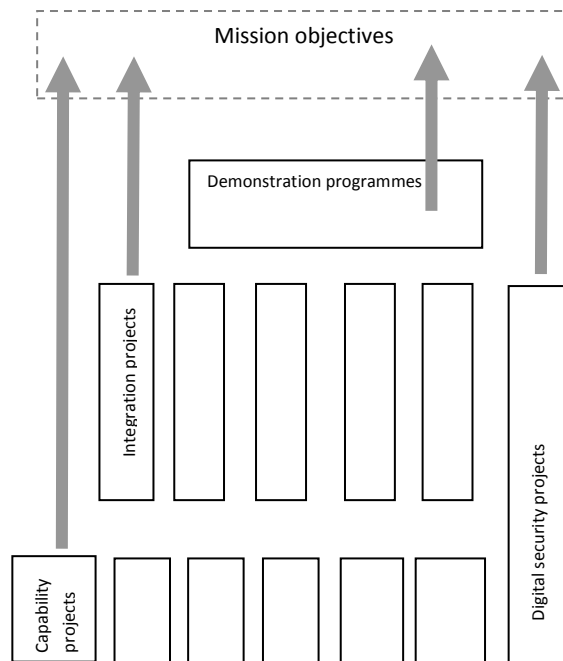 Mission objectives
Demonstration programmes
Integration projects
Digital security projects
Capability
projects